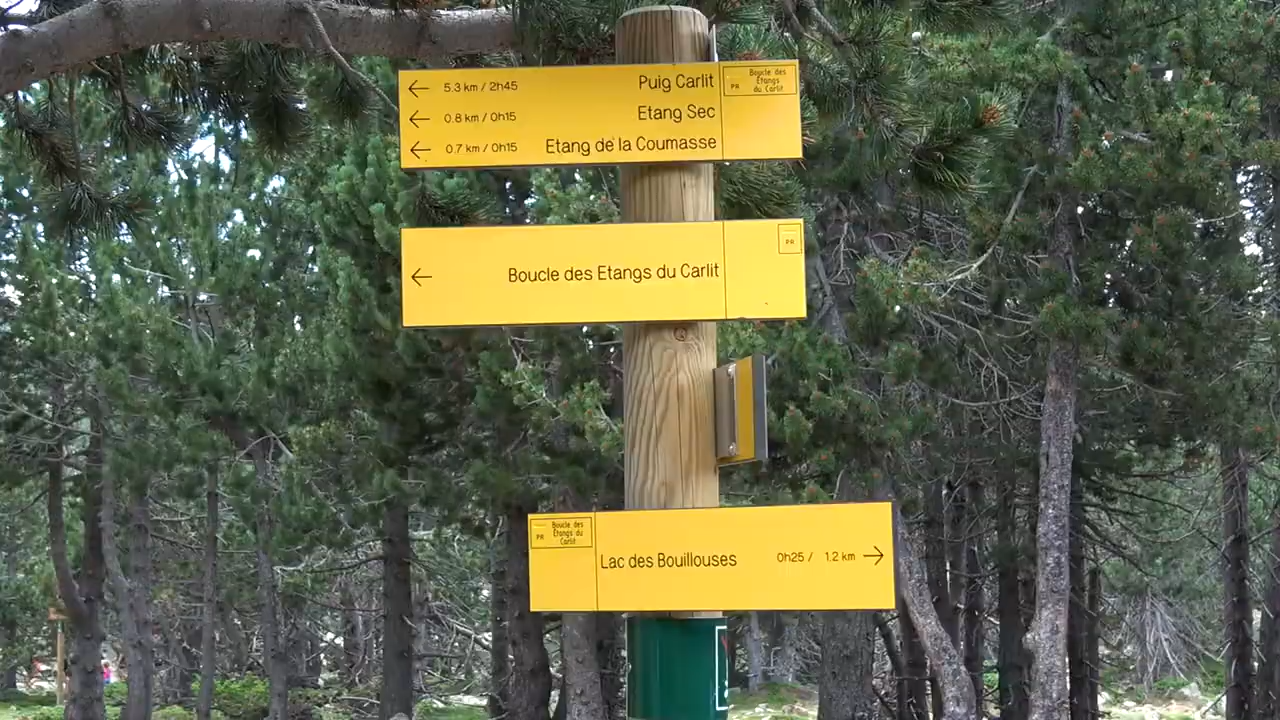 ← 5.3 km / 2h45 Puig Carlit
← 0.8 km / 0h15 Etang Sec
← 0.7 km / 0h15 Etang de la Coumasse
PR Boucle des
Etangs
du Carlit
← Boucle des Etangs du Carlit
PR
PR Boucle des
Etangs du
Carlit
Lac des Bouillouses 0h25 / 1.2 km →